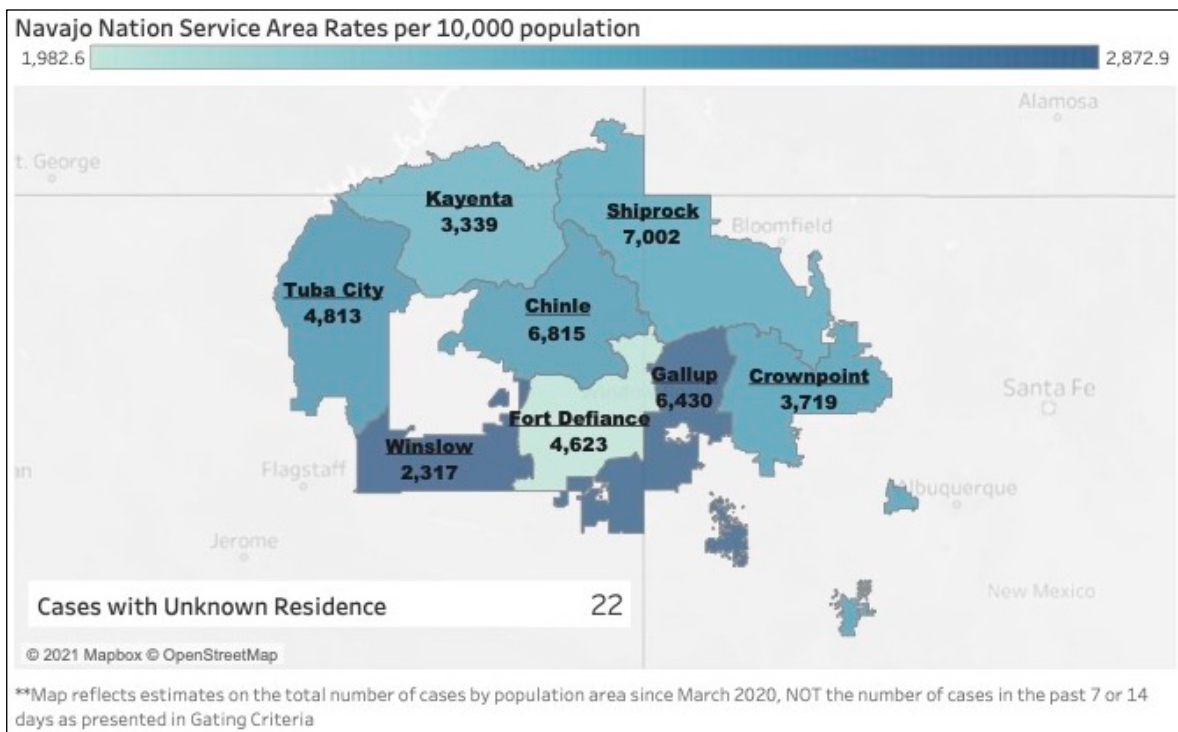 Navajo Nation Service Area Rates per 10,000 population
1,982.6
2,872.9
Alamosa
t. George
Kayenta
3,339
Shiprock
7,002
Bloomfield
Tuba City
4,813
Chinle
6,815
Gallup
6,430
Crownpoint
3,719
Santa Fe
Fort Defiance
4,623
Winslow
2,317
Flagstaff
an
Albuquerque
Jerome
New Mexico
Cases with Unknown Residence 22
© 2021 Mapbox © OpenStreetMap
**Map reflects estimates on the total number of cases by population area since March 2020, NOT the number of cases in the past 7 or 14
days as presented in Gating Criteria